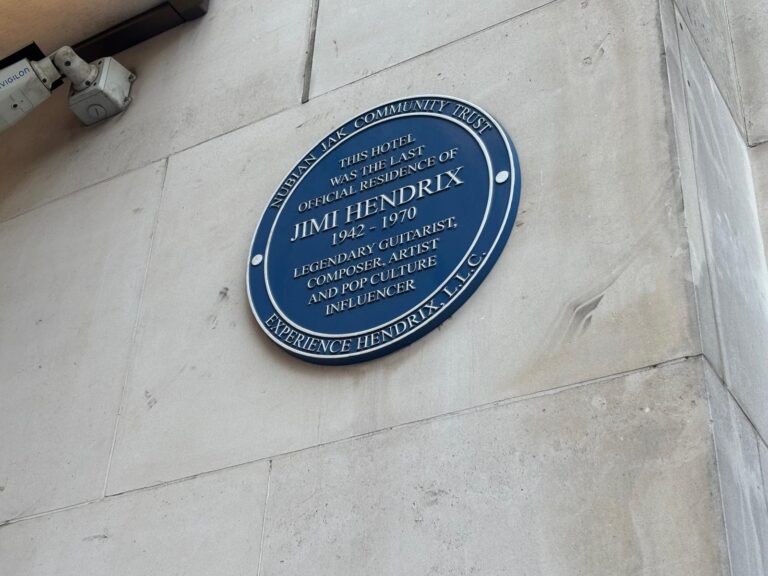 VIGILON
NUBIAN JAK COMMUNITY TRUST
THIS HOTEL
WAS THE LAST
OFFICIAL RESIDENCE OF
JIMI HENDRIX
1942 - 1970
LEGENDARY GUITARIST,
COMPOSER, ARTIST
AND POP CULTURE
INFLUENCER
EXPERIENCE HENDRIX, L.L.C.